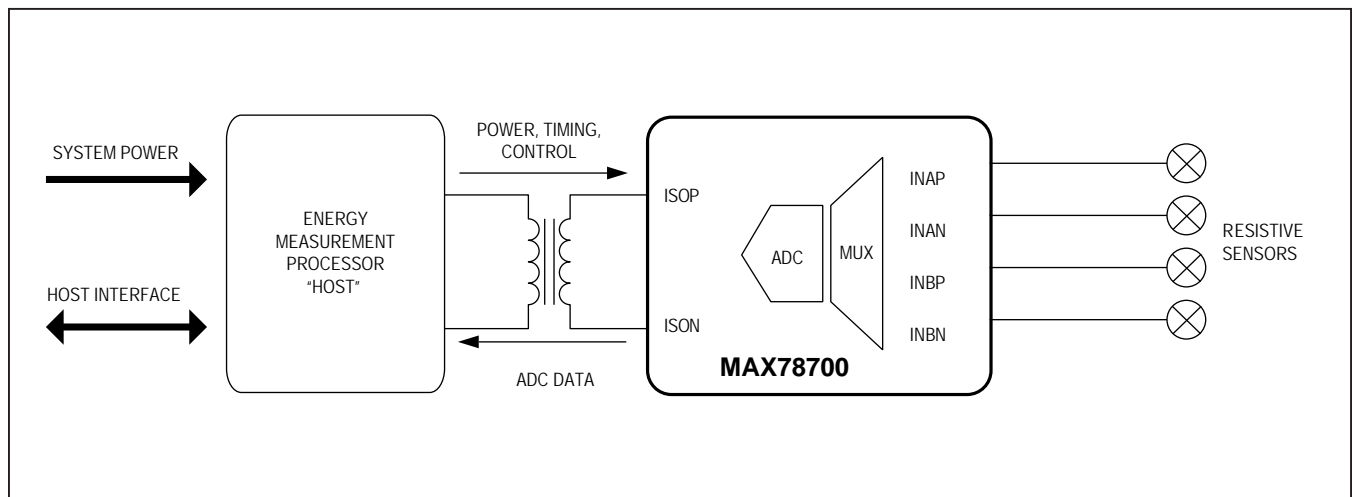 SYSTEM POWER
HOST INTERFACE
ENERGY
MEASUREMENT
PROCESSOR
"HOST"
POWER, TIMING,
CONTROL
ADC DATA
ISOP
ISON
ADC
MUX
INAP
INAN
INBP
INBN
MAX78700
RESISTIVE
SENSORS